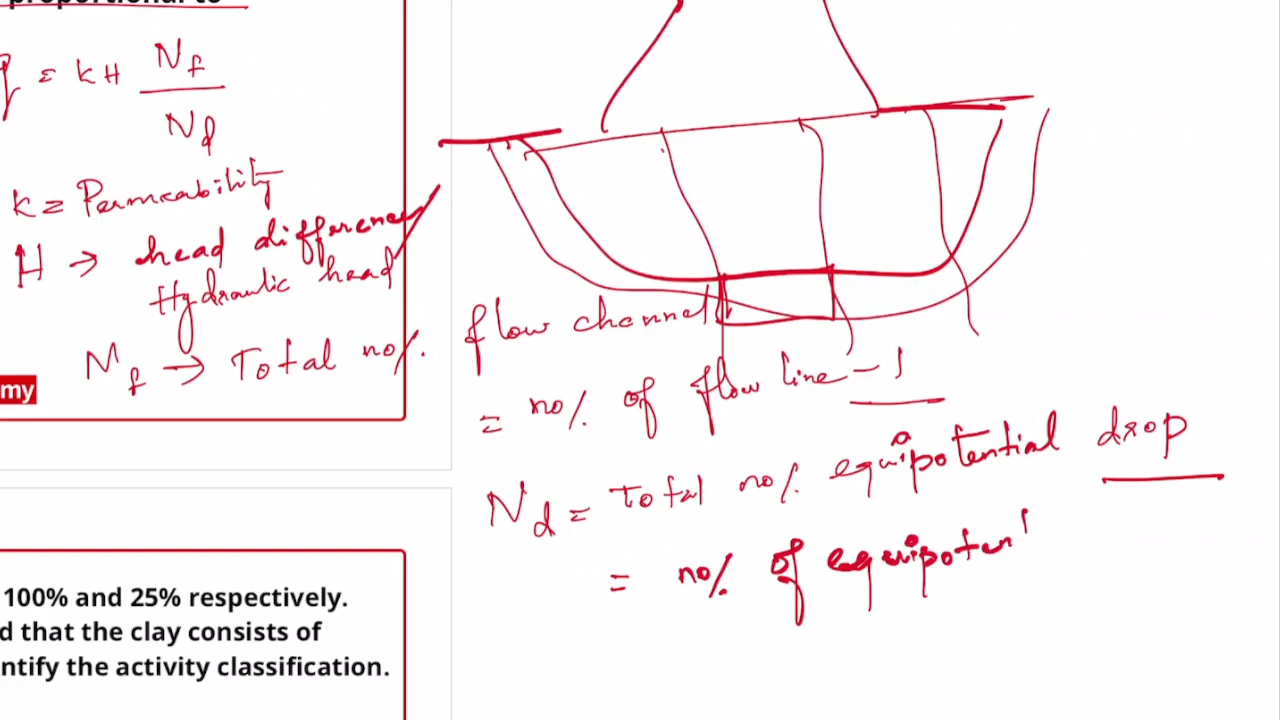 proportional to
q = kH Nf
Nd
k = Permeability
H → head difference
Hydraulic head
Nf → Total no/.
flow channel
= no/. of flow line - 1
Nd = Total no/. equipotential drop
= no/. of equipoten
my
100% and 25% respectively.
d that the clay consists of
ntify the activity classification.